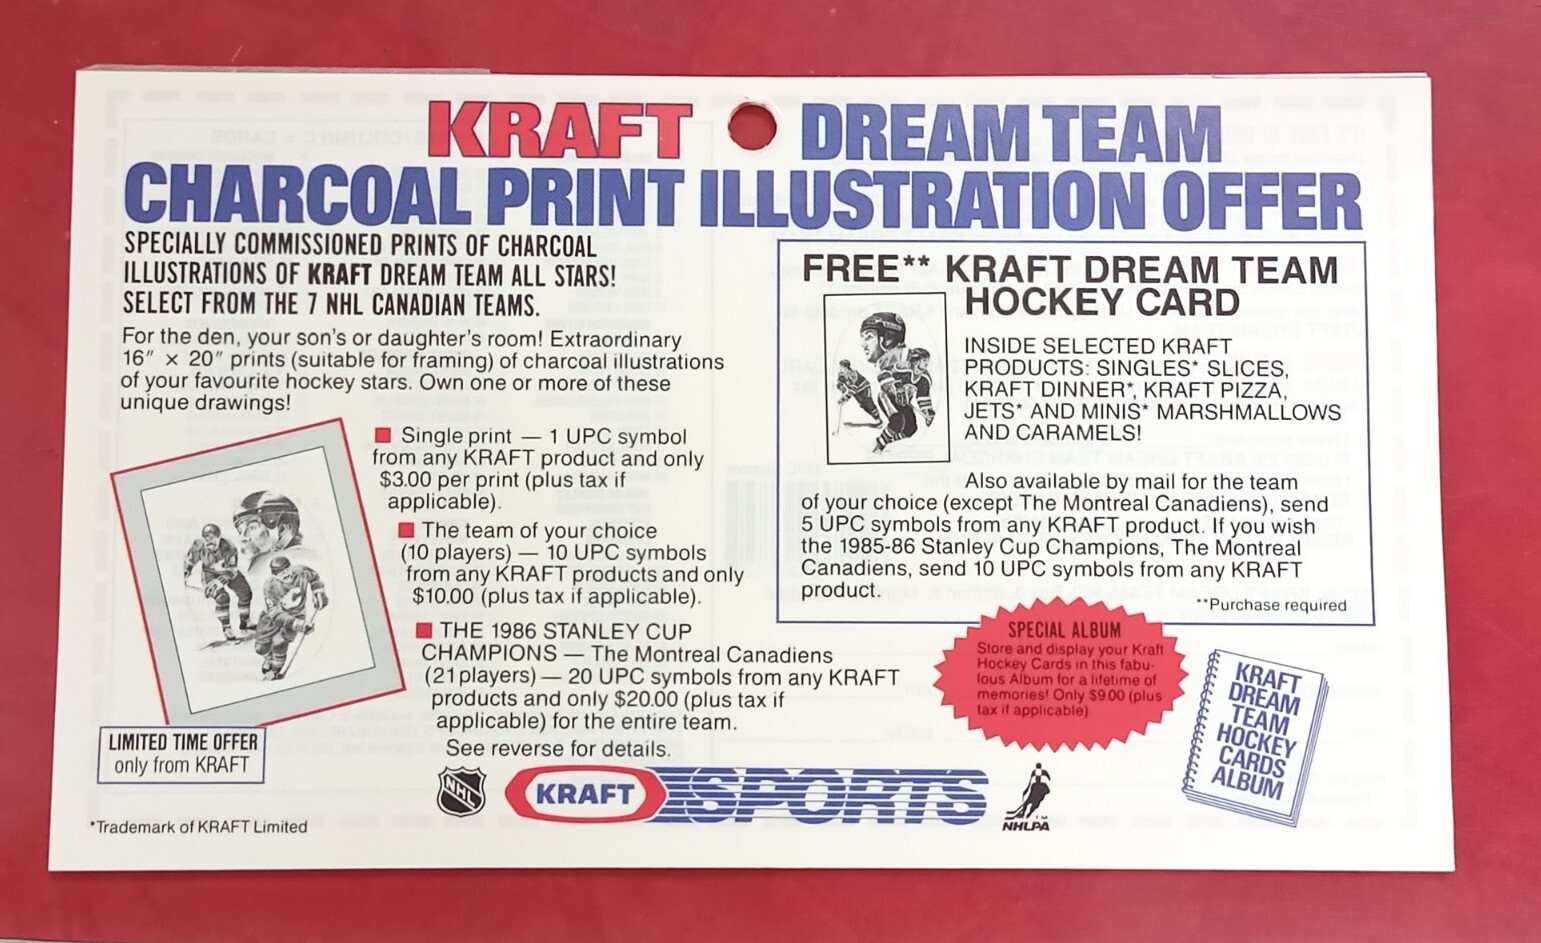 KRAFT DREAM TEAM
CHARCOAL PRINT ILLUSTRATION OFFER
SPECIALLY COMMISSIONED PRINTS OF CHARCOAL
ILLUSTRATIONS OF KRAFT DREAM TEAM ALL STARS!
SELECT FROM THE 7 NHL CANADIAN TEAMS.
For the den, your son's or daughter's room! Extraordinary
16" × 20" prints (suitable for framing) of charcoal illustrations
of your favourite hockey stars. Own one or more of these
unique drawings!
Single print — 1 UPC symbol
from any KRAFT product and only
$3.00 per print (plus tax if
applicable).
The team of your choice
(10 players) — 10 UPC symbols
from any KRAFT products and only
$10.00 (plus tax if applicable).
THE 1986 STANLEY CUP
CHAMPIONS — The Montreal Canadiens
(21 players) — 20 UPC symbols from any KRAFT
products and only $20.00 (plus tax if
applicable) for the entire team.
See reverse for details.
LIMITED TIME OFFER
only from KRAFT
*Trademark of KRAFT Limited
FREE** KRAFT DREAM TEAM
HOCKEY CARD
INSIDE SELECTED KRAFT
PRODUCTS: SINGLES* SLICES,
KRAFT DINNER*, KRAFT PIZZA,
JETS* AND MINIS* MARSHMALLOWS
AND CARAMELS!
Also available by mail for the team
of your choice (except The Montreal Canadiens), send
5 UPC symbols from any KRAFT product. If you wish
the 1985-86 Stanley Cup Champions, The Montreal
Canadiens, send 10 UPC symbols from any KRAFT
product.
**Purchase required
SPECIAL ALBUM
Store and display your Kraft
Hockey Cards in this fabu-
lous Album for a lifetime of
memories! Only $9.00 (plus
tax if applicable)
KRAFT
DREAM
TEAM
HOCKEY
CARDS
ALBUM
NHL
KRAFT SPORTS
NHLPA ™